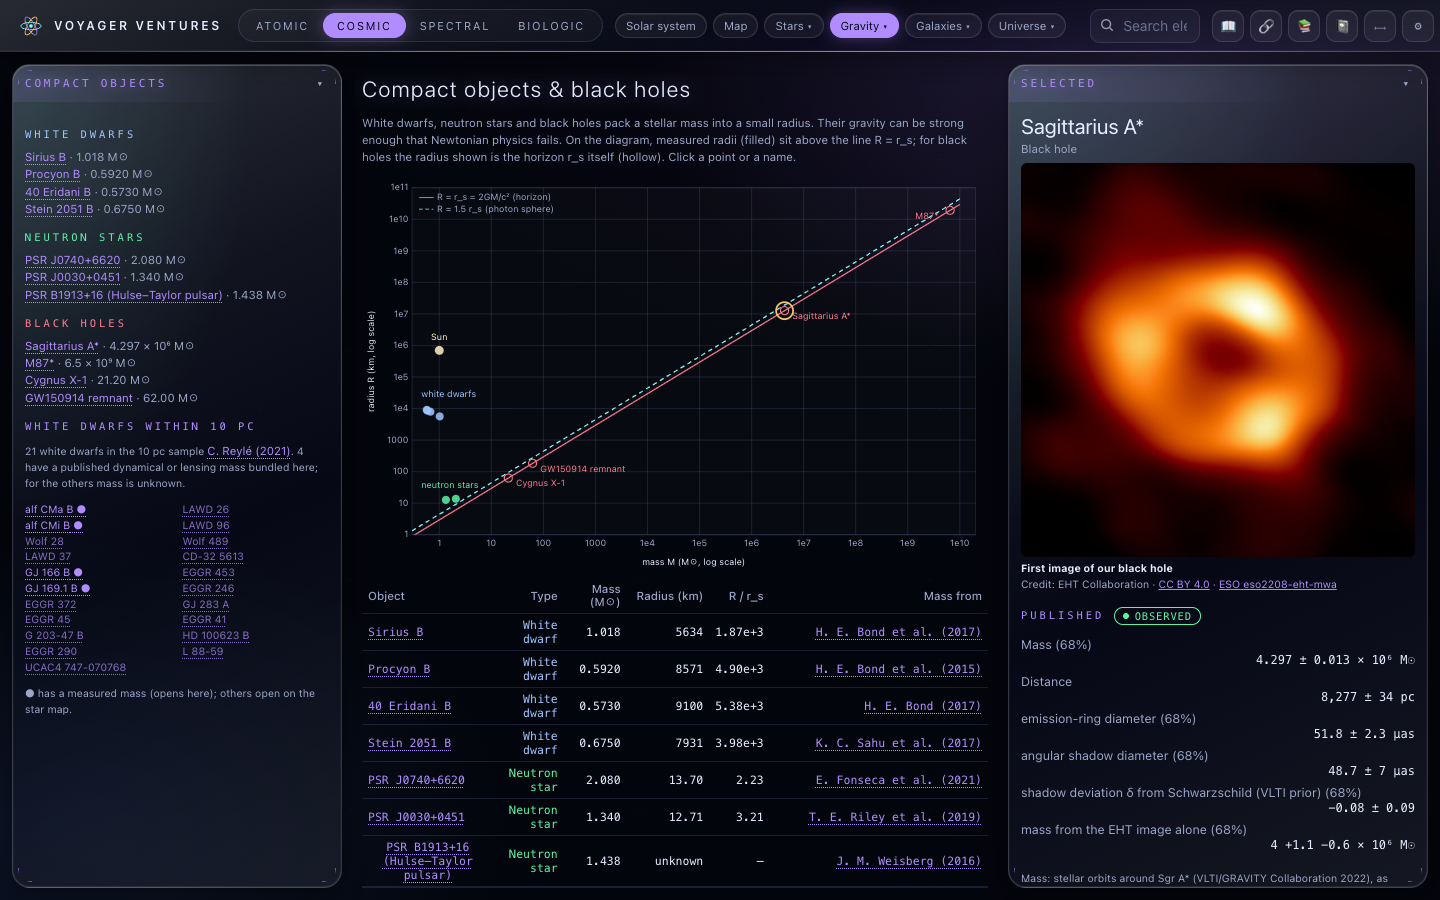 VOYAGER VENTURES
ATOMIC COSMIC SPECTRAL BIOLOGIC
Solar system Map Stars ▾ Gravity ▾ Galaxies ▾ Universe ▾
Search ele
COMPACT OBJECTS
WHITE DWARFS
Sirius B · 1.018 M☉
Procyon B · 0.5920 M☉
40 Eridani B · 0.5730 M☉
Stein 2051 B · 0.6750 M☉
NEUTRON STARS
PSR J0740+6620 · 2.080 M☉
PSR J0030+0451 · 1.340 M☉
PSR B1913+16 (Hulse–Taylor pulsar) · 1.438 M☉
BLACK HOLES
Sagittarius A* · 4.297 × 10⁶ M☉
M87* · 6.5 × 10⁹ M☉
Cygnus X-1 · 21.20 M☉
GW150914 remnant · 62.00 M☉
WHITE DWARFS WITHIN 10 PC
21 white dwarfs in the 10 pc sample C. Reylé (2021). 4
have a published dynamical or lensing mass bundled here;
for the others mass is unknown.
alf CMa B ● LAWD 26
alf CMi B ● LAWD 96
Wolf 28 Wolf 489
LAWD 37 CD-32 5613
GJ 166 B ● EGGR 453
GJ 169.1 B ● EGGR 246
EGGR 372 GJ 283 A
EGGR 45 EGGR 41
G 203-47 B HD 100623 B
EGGR 290 L 88-59
UCAC4 747-070768
● has a measured mass (opens here); others open on the
star map.
Compact objects & black holes
White dwarfs, neutron stars and black holes pack a stellar mass into a small radius. Their gravity can be strong
enough that Newtonian physics fails. On the diagram, measured radii (filled) sit above the line R = r_s; for black
holes the radius shown is the horizon r_s itself (hollow). Click a point or a name.
R = r_s = 2GM/c² (horizon)
R = 1.5 r_s (photon sphere)
1e11
1e10
1e9
1e8
1e7
1e6
1e5
1e4
1000
100
10
1
radius R (km, log scale)
M87*
Sagittarius A*
Sun
white dwarfs
GW150914 remnant
Cygnus X-1
neutron stars
1 10 100 1000 1e4 1e5 1e6 1e7 1e8 1e9 1e10
mass M (M☉, log scale)
Object Type Mass (M☉) Radius (km) R / r_s Mass from
Sirius B White dwarf 1.018 5634 1.87e+3 H. E. Bond et al. (2017)
Procyon B White dwarf 0.5920 8571 4.90e+3 H. E. Bond et al. (2015)
40 Eridani B White dwarf 0.5730 9100 5.38e+3 H. E. Bond (2017)
Stein 2051 B White dwarf 0.6750 7931 3.98e+3 K. C. Sahu et al. (2017)
PSR J0740+6620 Neutron star 2.080 13.70 2.23 E. Fonseca et al. (2021)
PSR J0030+0451 Neutron star 1.340 12.71 3.21 T. E. Riley et al. (2019)
PSR B1913+16 (Hulse–Taylor pulsar) Neutron star 1.438 unknown — J. M. Weisberg (2016)
SELECTED
Sagittarius A*
Black hole
First image of our black hole
Credit: EHT Collaboration · CC BY 4.0 · ESO eso2208-eht-mwa
PUBLISHED ● OBSERVED
Mass (68%)
4.297 ± 0.013 × 10⁶ M☉
Distance
8,277 ± 34 pc
emission-ring diameter (68%)
51.8 ± 2.3 μas
angular shadow diameter (68%)
48.7 ± 7 μas
shadow deviation δ from Schwarzschild (VLTI prior) (68%)
−0.08 ± 0.09
mass from the EHT image alone (68%)
4 +1.1 −0.6 × 10⁶ M☉
Mass: stellar orbits around Sgr A* (VLTI/GRAVITY Collaboration 2022), as